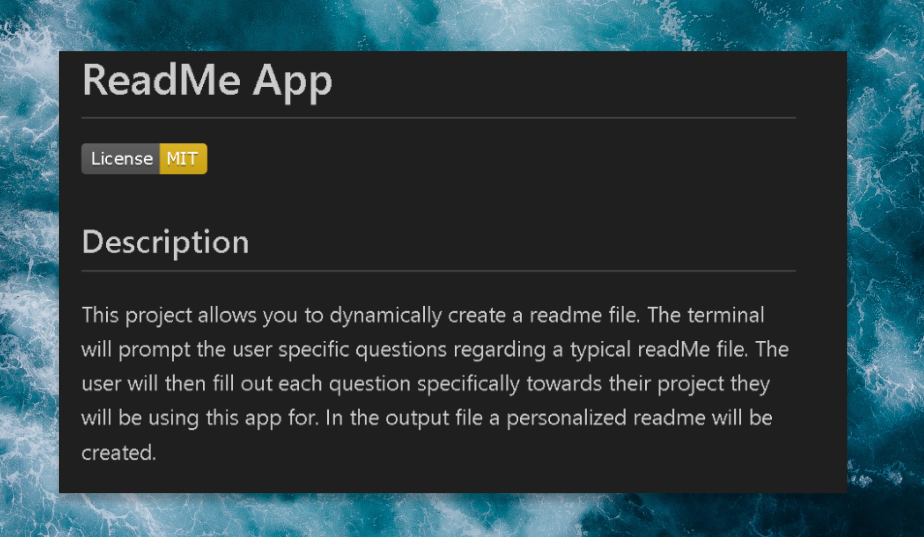 ReadMe App
License MIT
Description
This project allows you to dynamically create a readme file. The terminal
will prompt the user specific questions regarding a typical readMe file. The
user will then fill out each question specifically towards their project they
will be using this app for. In the output file a personalized readme will be
created.